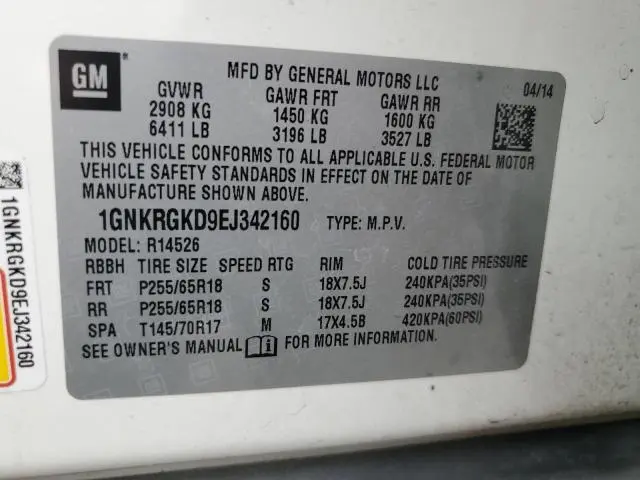 GM
MFD BY GENERAL MOTORS LLC
04/14
GVWR GAWR FRT GAWR RR
2908 KG 1450 KG 1600 KG
6411 LB 3196 LB 3527 LB
THIS VEHICLE CONFORMS TO ALL APPLICABLE U.S. FEDERAL MOTOR
VEHICLE SAFETY STANDARDS IN EFFECT ON THE DATE OF
MANUFACTURE SHOWN ABOVE.
1GNKRGKD9EJ342160 TYPE: M.P.V.
MODEL: R14526
RBBH TIRE SIZE SPEED RTG RIM COLD TIRE PRESSURE
FRT P255/65R18 S 18X7.5J 240KPA(35PSI)
RR P255/65R18 S 18X7.5J 240KPA(35PSI)
SPA T145/70R17 M 17X4.5B 420KPA(60PSI)
SEE OWNER'S MANUAL FOR MORE INFORMATION.
1GNKRGKD9EJ342160